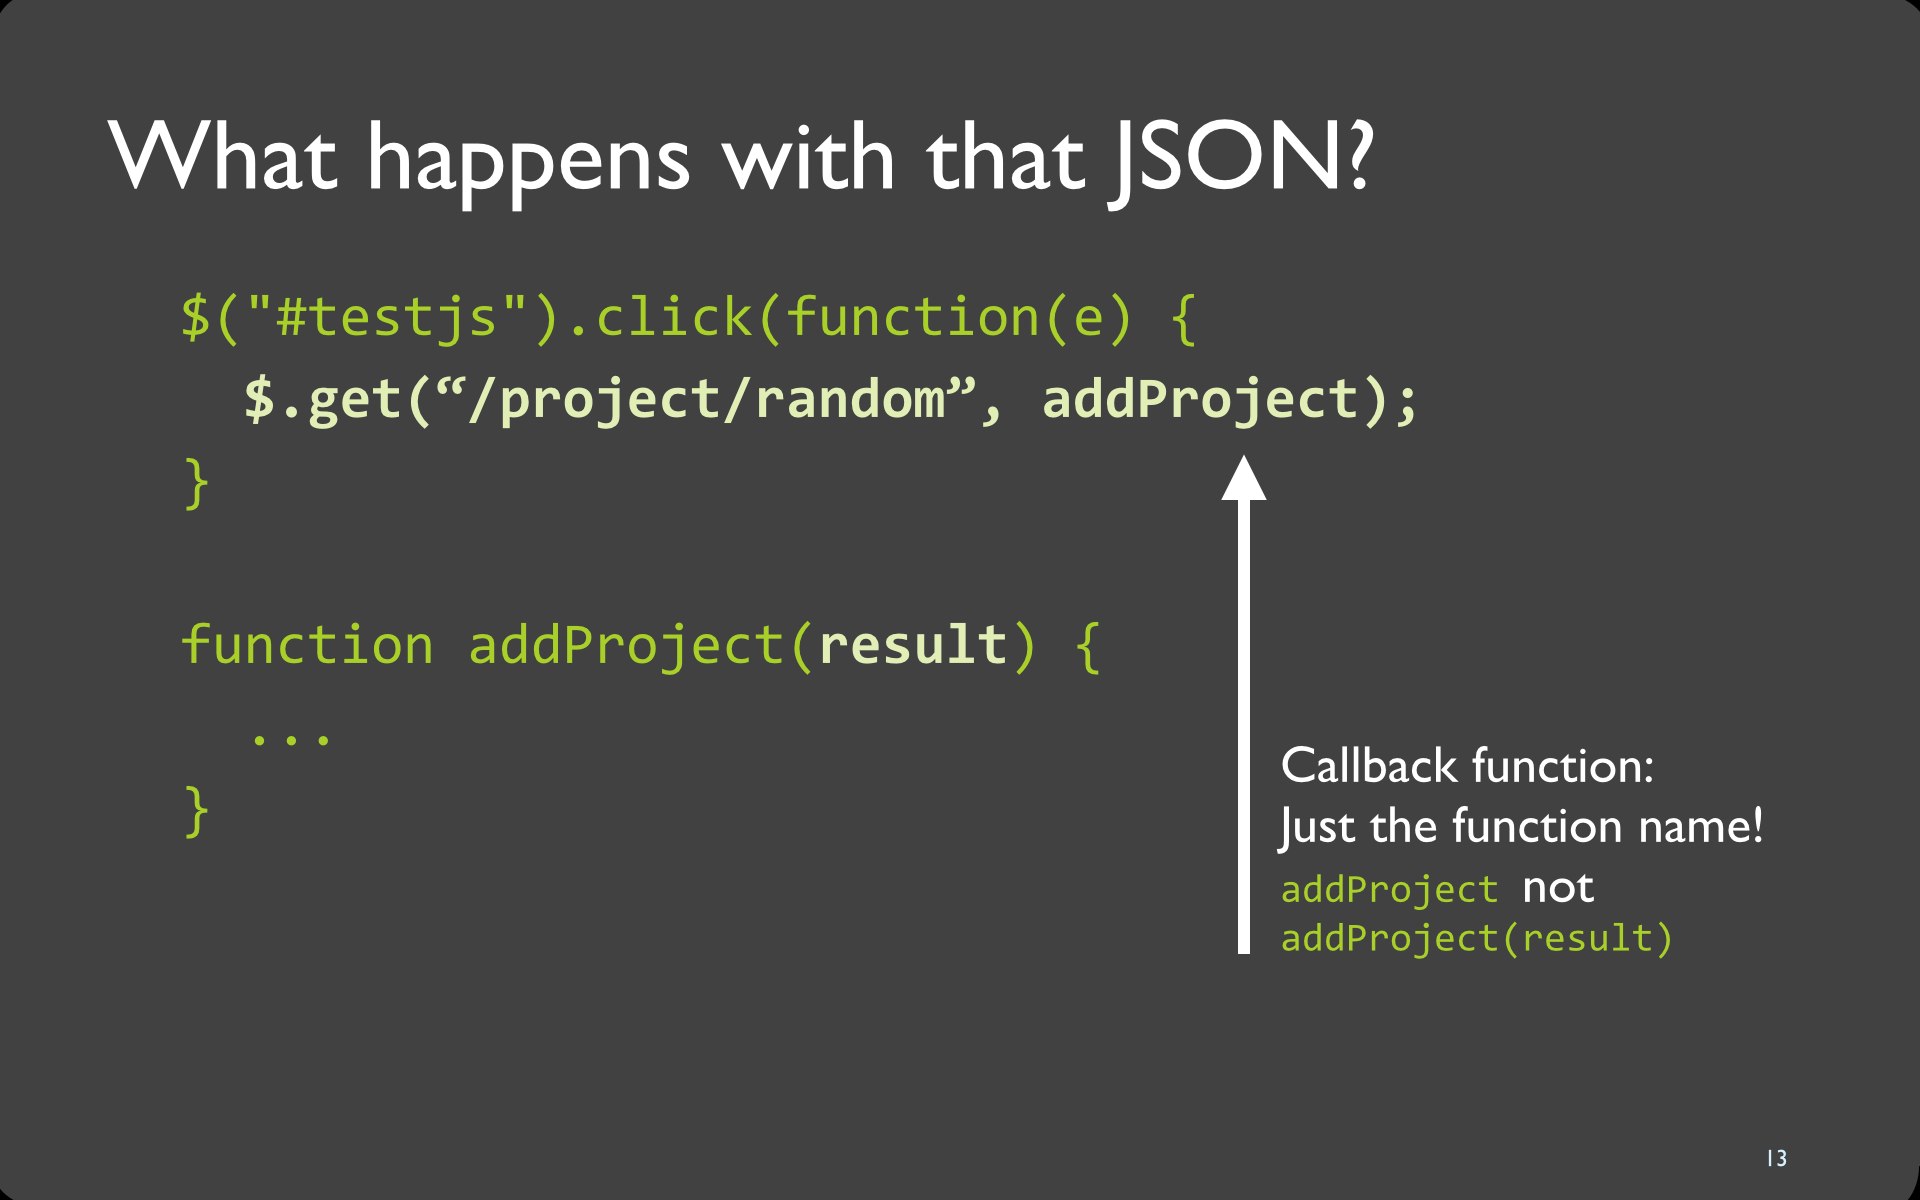 What happens with that JSON?
$("#testjs").click(function(e) {
  $.get(“/project/random”, addProject);
}
function addProject(result) {
  ...
}
Callback function:
Just the function name!
addProject not
addProject(result)
13